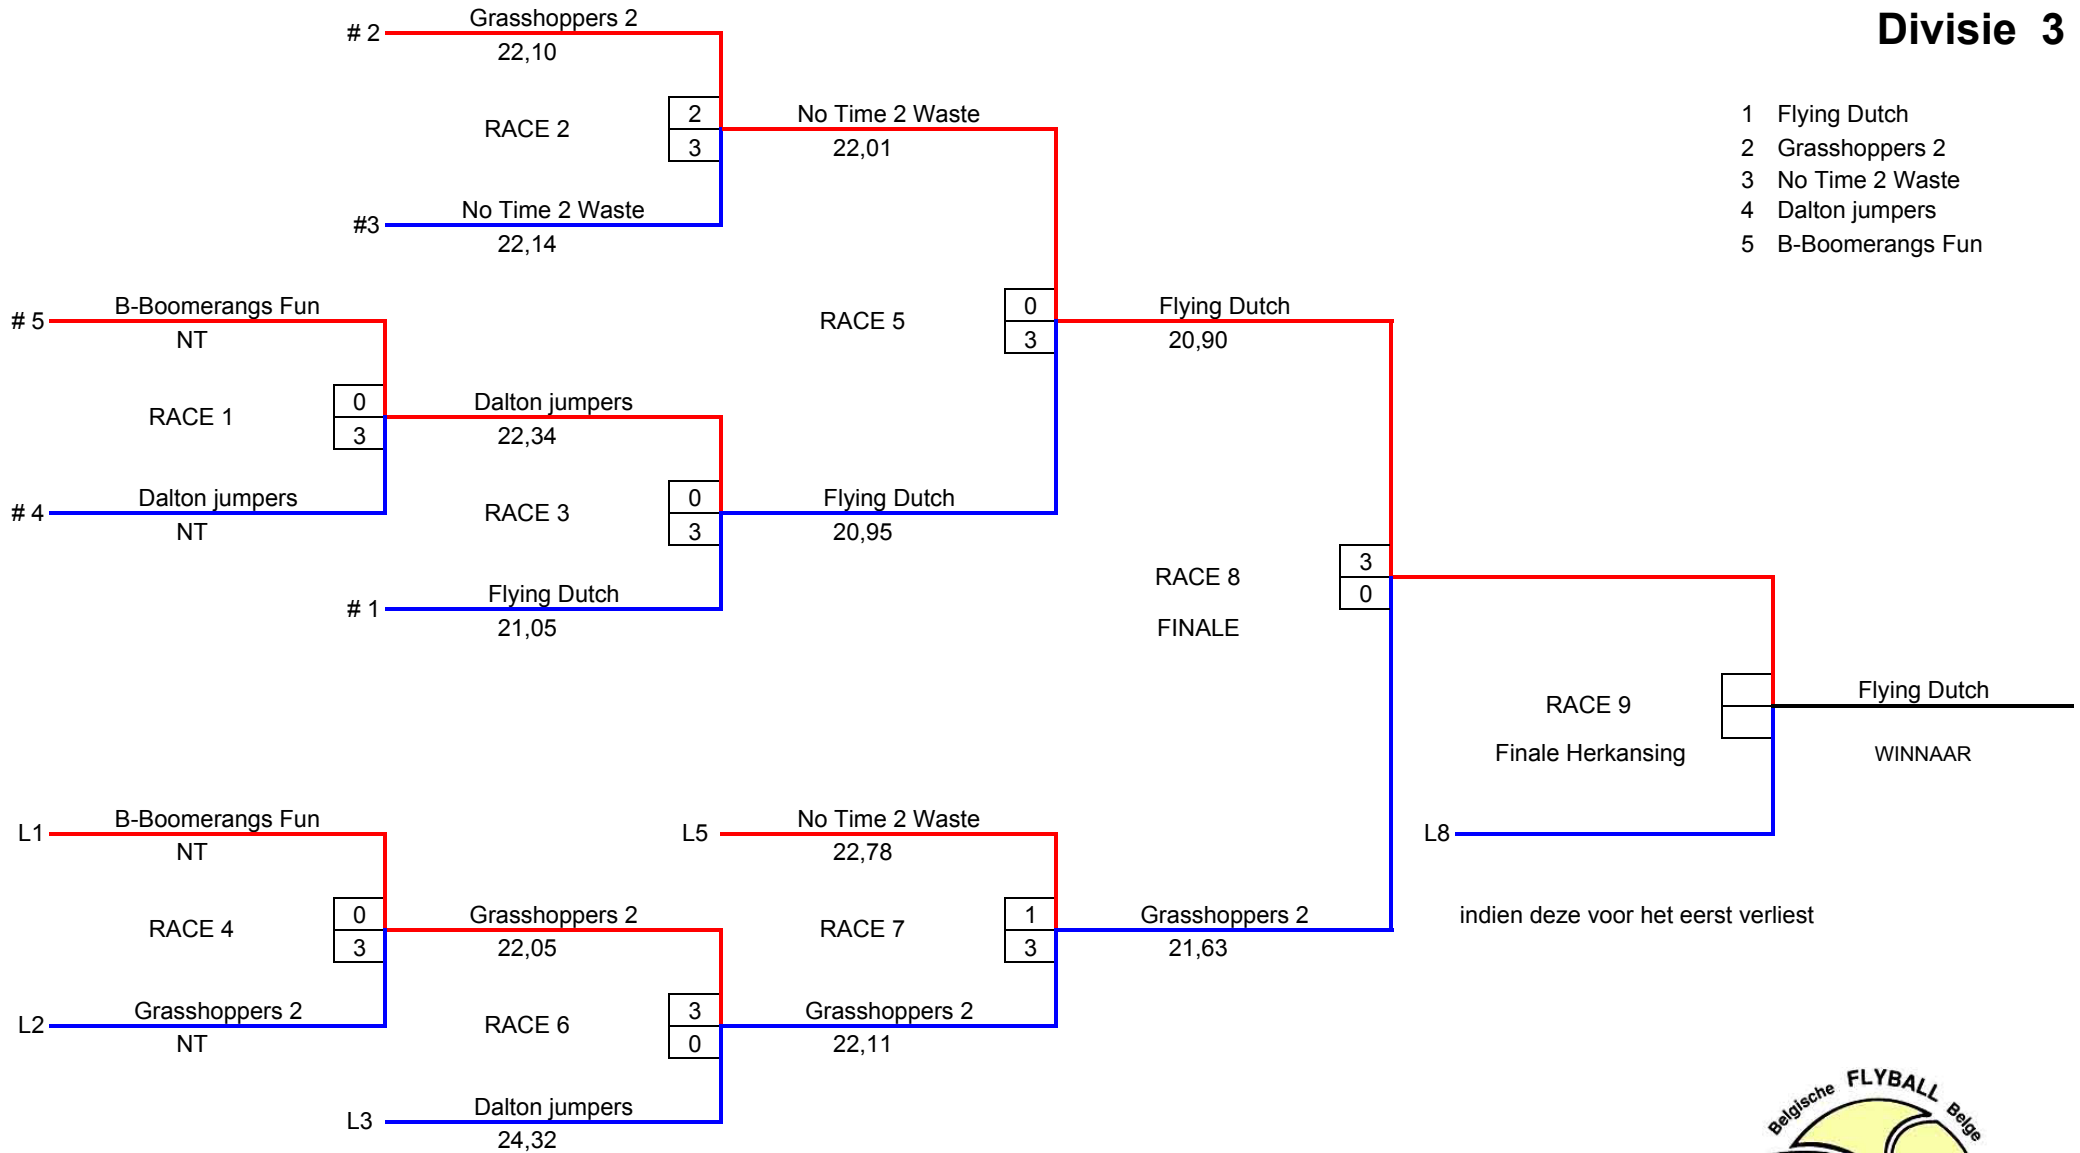 Divisie 3
1 Flying Dutch
2 Grasshoppers 2
3 No Time 2 Waste
4 Dalton jumpers
5 B-Boomerangs Fun
# 2 Grasshoppers 2
22,10
RACE 2
2
3
#3 No Time 2 Waste
22,14
No Time 2 Waste
22,01
# 5 B-Boomerangs Fun
NT
RACE 1
0
3
# 4 Dalton jumpers
NT
Dalton jumpers
22,34
RACE 3
0
3
# 1 Flying Dutch
21,05
Flying Dutch
20,95
RACE 5
0
3
Flying Dutch
20,90
RACE 8
3
0
FINALE
RACE 9
Finale Herkansing
Flying Dutch
WINNAAR
L8
indien deze voor het eerst verliest
L1 B-Boomerangs Fun
NT
RACE 4
0
3
L2 Grasshoppers 2
NT
Grasshoppers 2
22,05
RACE 6
3
0
L3 Dalton jumpers
24,32
L5 No Time 2 Waste
22,78
RACE 7
1
3
Grasshoppers 2
22,11
Grasshoppers 2
21,63
Belgische FLYBALL Belge